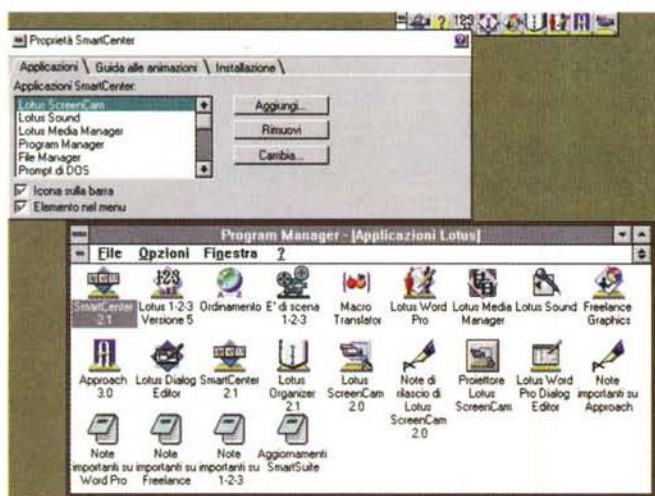 123
Proprietà SmartCenter
Applicazioni \ Guida alle animazioni \ Installazione \
Applicazioni SmartCenter:
Lotus ScreenCam
Lotus Sound
Lotus Media Manager
Program Manager
File Manager
Prompt di DOS
Aggiungi...
Rimuovi
Cambia...
Icona sulla barra
Elemento nel menu
Program Manager - [Applicazioni Lotus]
File Opzioni Finestra ?
SmartCenter 2.1
Lotus 1-2-3 Versione 5
Ordinamento
E' di scena 1-2-3
Macro Translator
Lotus Word Pro
Lotus Media Manager
Lotus Sound
Freelance Graphics
Approach 3.0
Lotus Dialog Editor
SmartCenter 2.1
Lotus Organizer 2.1
Lotus ScreenCam 2.0
Note di rilascio di Lotus ScreenCam 2.0
Proiettore Lotus ScreenCam
Lotus Word Pro Dialog Editor
Note importanti su Approach
Note importanti su Word Pro
Note importanti su Freelance
Note importanti su 1-2-3
Aggiornamenti SmartSuite